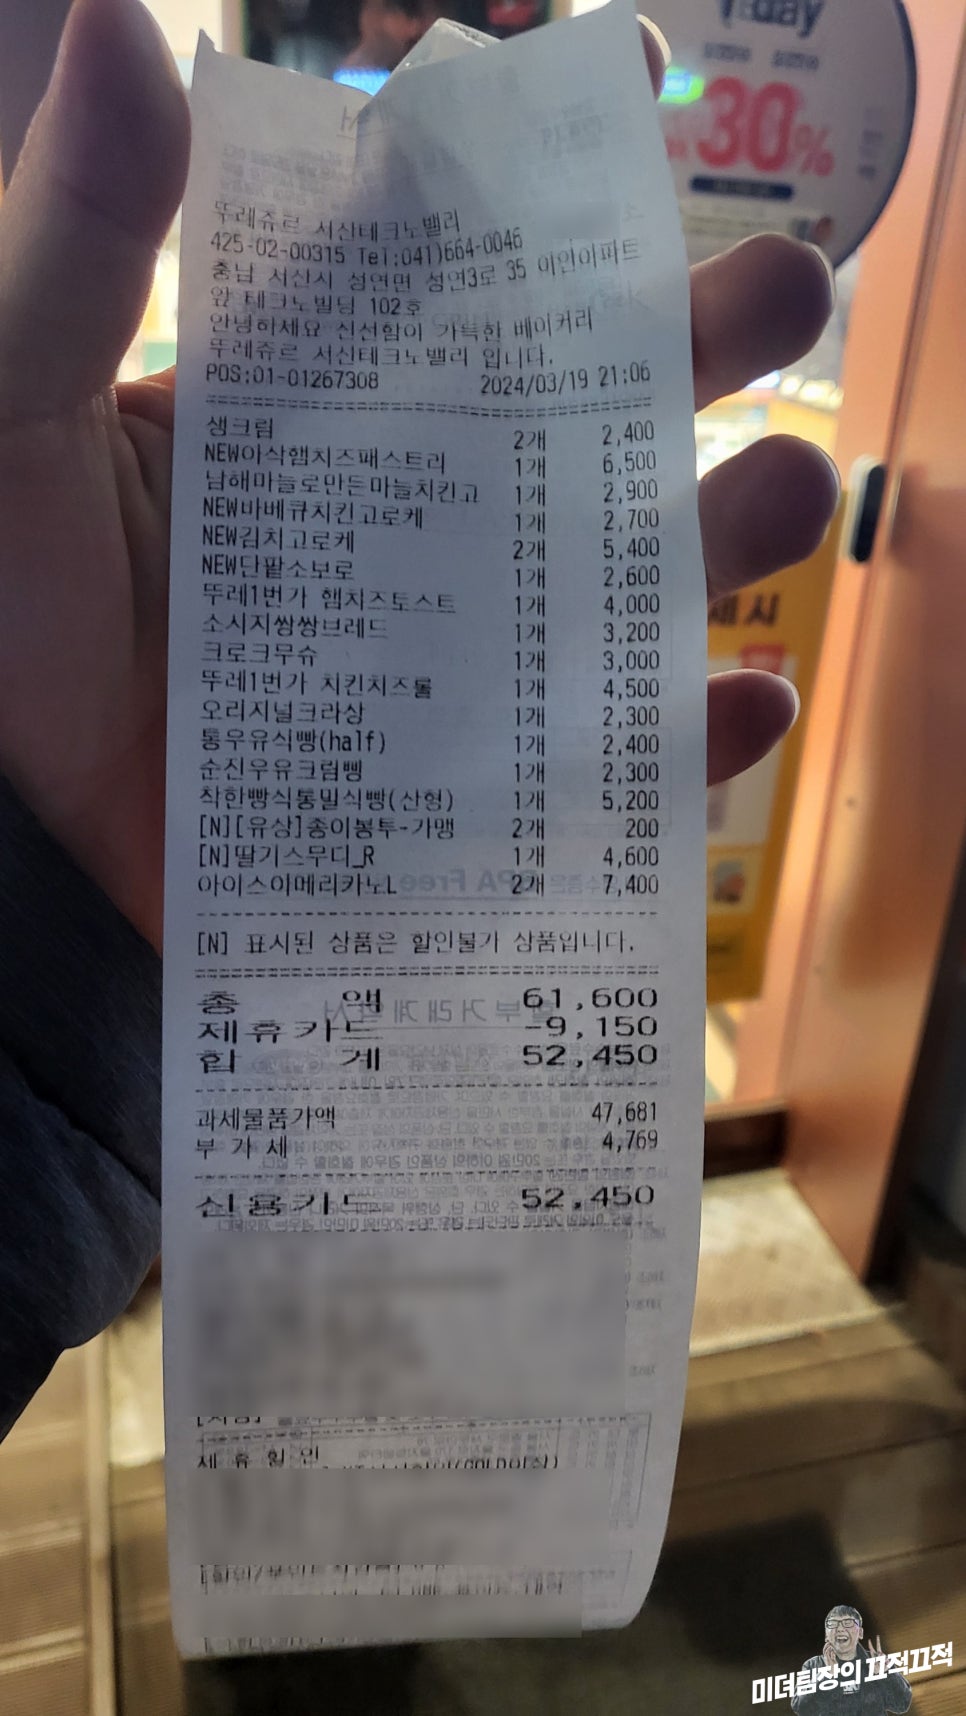 1day
30%
세시
뚜레쥬르 서산테크노밸리
425-02-00315 Tel:041)664-0046
충남 서산시 성연면 성연3로 35 이안아파트
앞 테크노빌딩 102호
안녕하세요 신선함이 가득한 베이커리
뚜레쥬르 서산테크노밸리 입니다.
POS:01-01267308 2024/03/19 21:06
생크림 2개 2,400
NEW아삭햄치즈패스트리 1개 6,500
남해마늘로만든마늘치킨고 1개 2,900
NEW바베큐치킨고로케 1개 2,700
NEW김치고로케 2개 5,400
NEW단팥소보로 1개 2,600
뚜레1번가 햄치즈토스트 1개 4,000
소시지쌍쌍브레드 1개 3,200
크로크무슈 1개 3,000
뚜레1번가 치킨치즈롤 1개 4,500
오리지널크라상 1개 2,300
통우유식빵(half) 1개 2,400
순진우유크림빵 1개 2,300
착한빵식통밀식빵(산형) 1개 5,200
[N][유상]종이봉투-가맹 2개 200
[N]딸기스무디_R 1개 4,600
아이스아메리카노L 2개 7,400
[N] 표시된 상품은 할인불가 상품입니다.
총 액 61,600
제휴카드 -9,150
합 계 52,450
과세물품가액 47,681
부 가 세 4,769
신용카드 52,450
제 휴 할 인
미더팀장의 끄적끄적